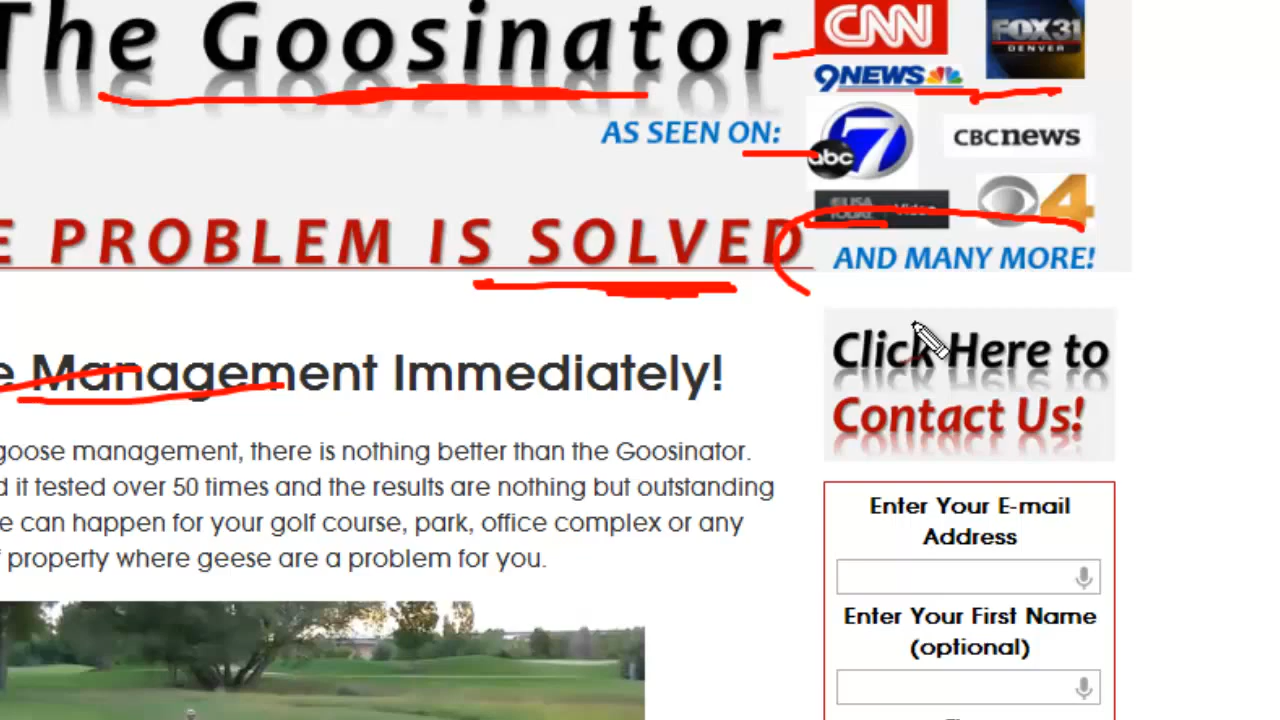 The Goosinator
CNN
FOX31
DENVER
9NEWS
AS SEEN ON:
abc 7
CBCnews
USA TODAY Video
4
E PROBLEM IS SOLVED
AND MANY MORE!
Click Here to
Contact Us!
e Management Immediately!
goose management, there is nothing better than the Goosinator.
d it tested over 50 times and the results are nothing but outstanding
e can happen for your golf course, park, office complex or any
f property where geese are a problem for you.
Enter Your E-mail
Address
Enter Your First Name
(optional)